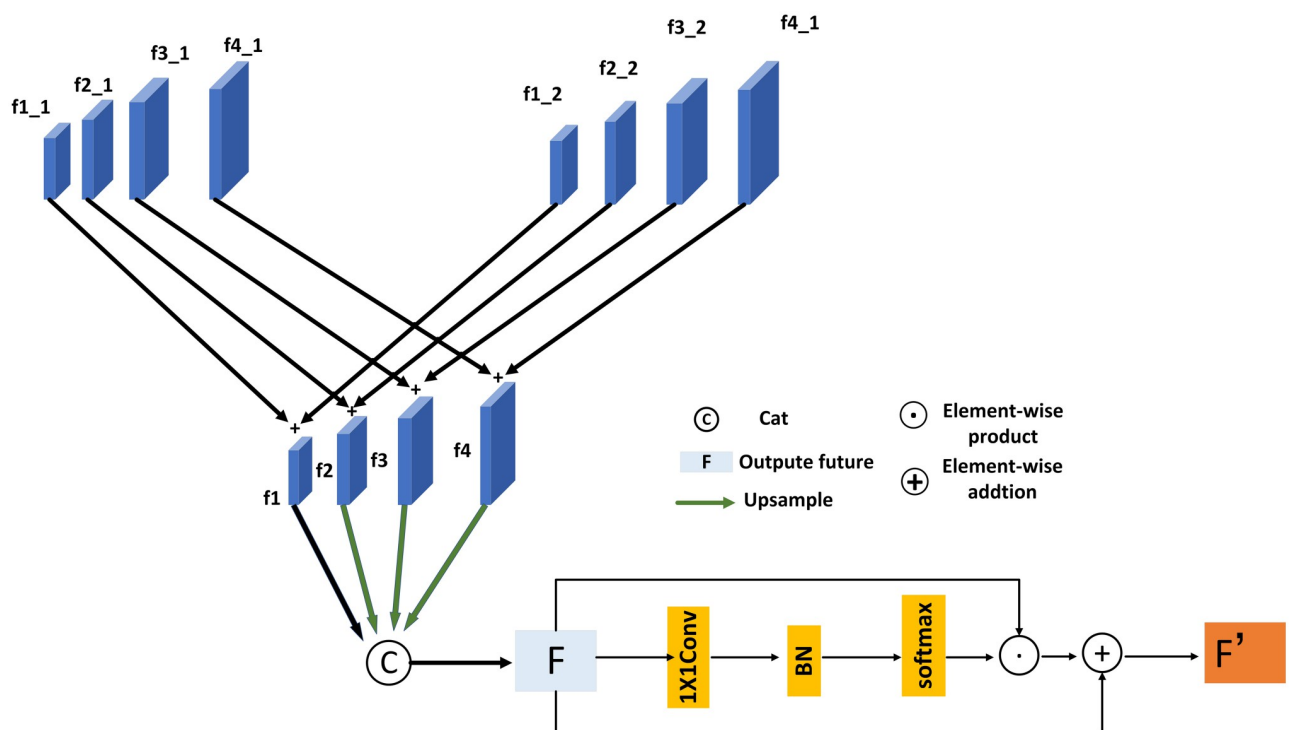 f1_1
f2_1
f3_1
f4_1
f1_2
f2_2
f3_2
f4_1
+
+
+
+
f1
f2
f3
f4
C
Cat
F
Outpute future
Upsample
Element-wise
product
+
Element-wise
addtion
C
F
1X1Conv
BN
softmax
+
F’